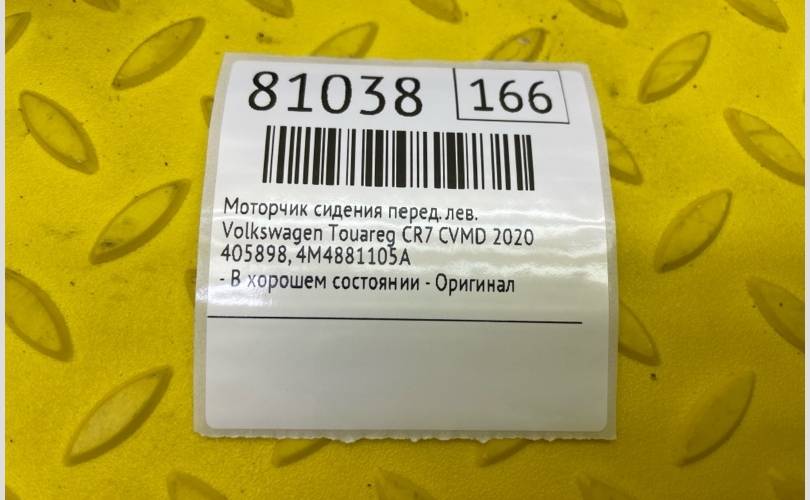 81038 166
Моторчик сидения перед. лев.
Volkswagen Touareg CR7 CVMD 2020
405898, 4M4881105A
- В хорошем состоянии - Оригинал